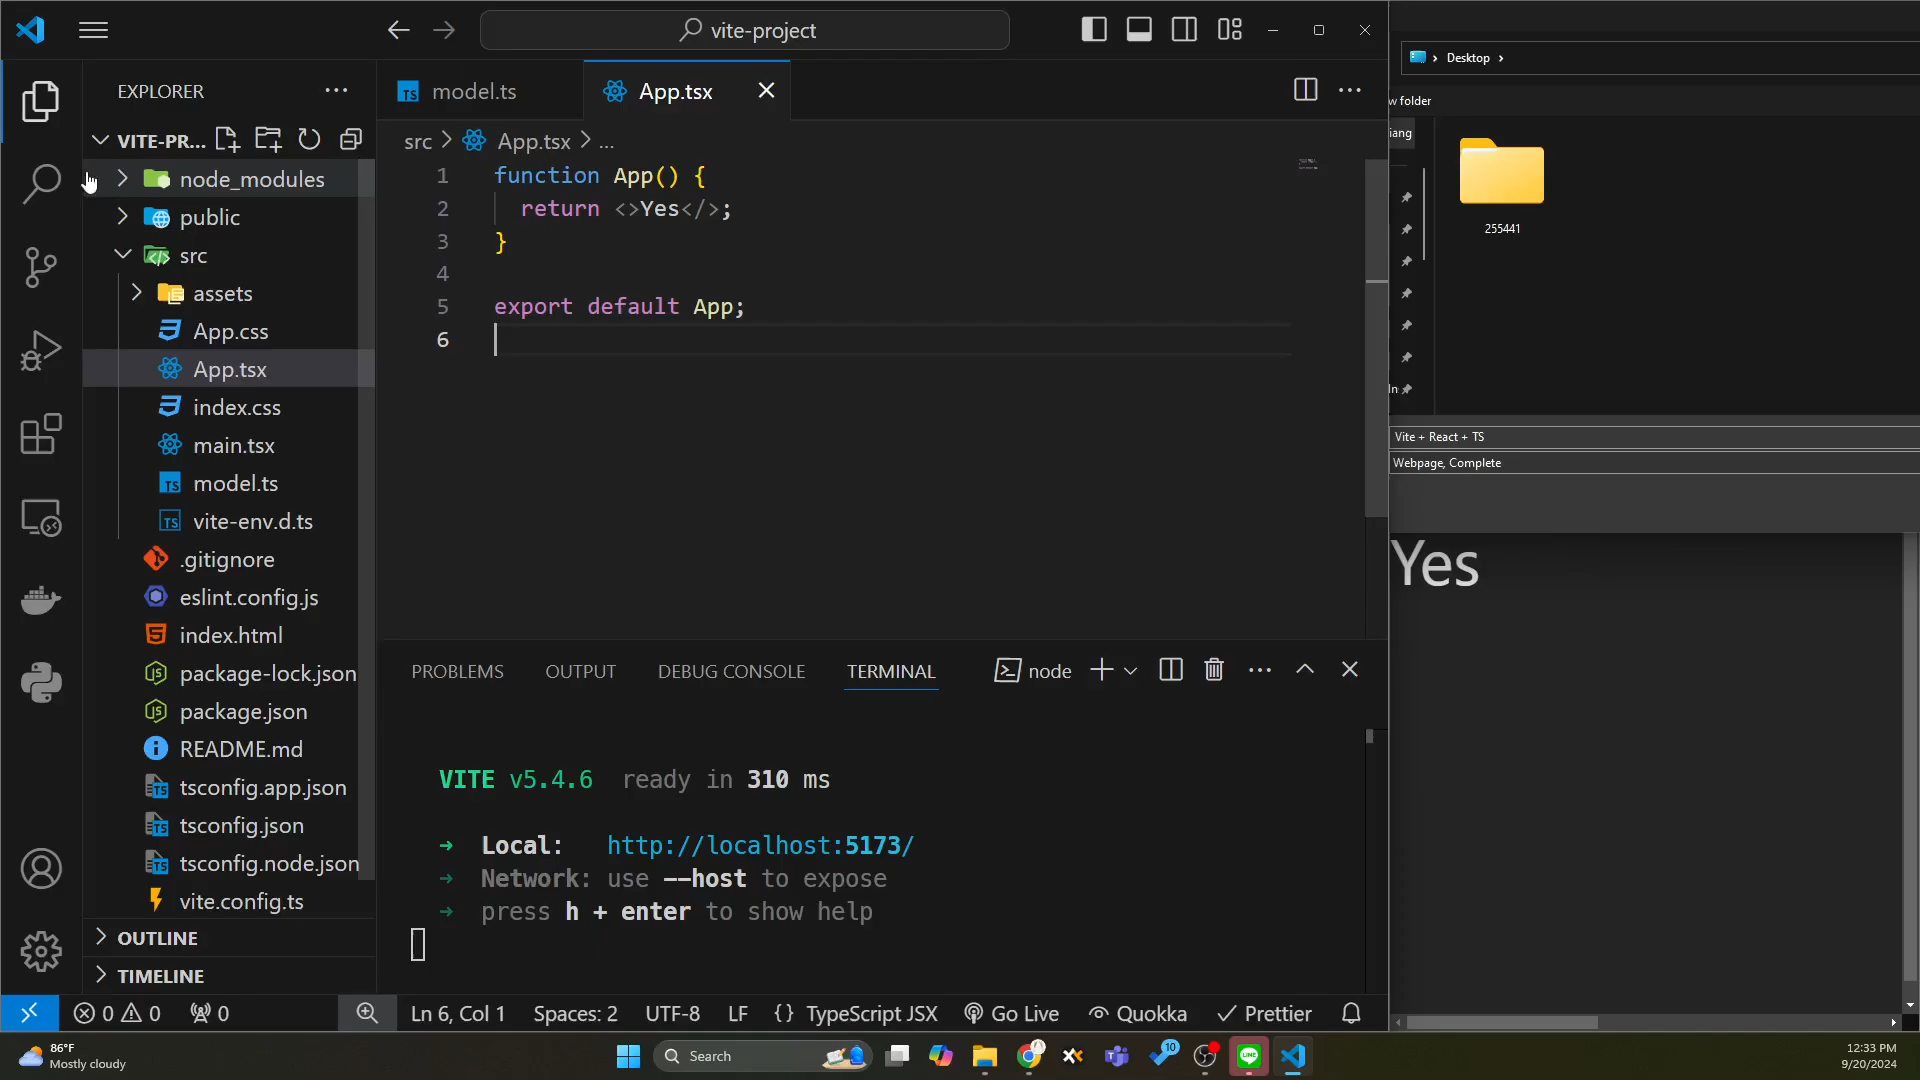 vite-project
EXPLORER
VITE-PR...
node_modules
public
src
assets
App.css
App.tsx
index.css
main.tsx
model.ts
vite-env.d.ts
.gitignore
eslint.config.js
index.html
package-lock.json
package.json
README.md
tsconfig.app.json
tsconfig.json
tsconfig.node.json
vite.config.ts
OUTLINE
TIMELINE
model.ts
App.tsx
src > App.tsx > ...
1 function App() {
2 return <>Yes</>;
3 }
4
5 export default App;
6
PROBLEMS OUTPUT DEBUG CONSOLE TERMINAL node
VITE v5.4.6 ready in 310 ms
➜ Local: http://localhost:5173/
➜ Network: use --host to expose
➜ press h + enter to show help
0 0 0 Ln 6, Col 1 Spaces: 2 UTF-8 LF {} TypeScript JSX Go Live Quokka Prettier
Desktop
w folder
iang
255441
In
Vite + React + TS
Webpage, Complete
Yes
86°F
Mostly cloudy
Search
10
LINE
12:33 PM
9/20/2024